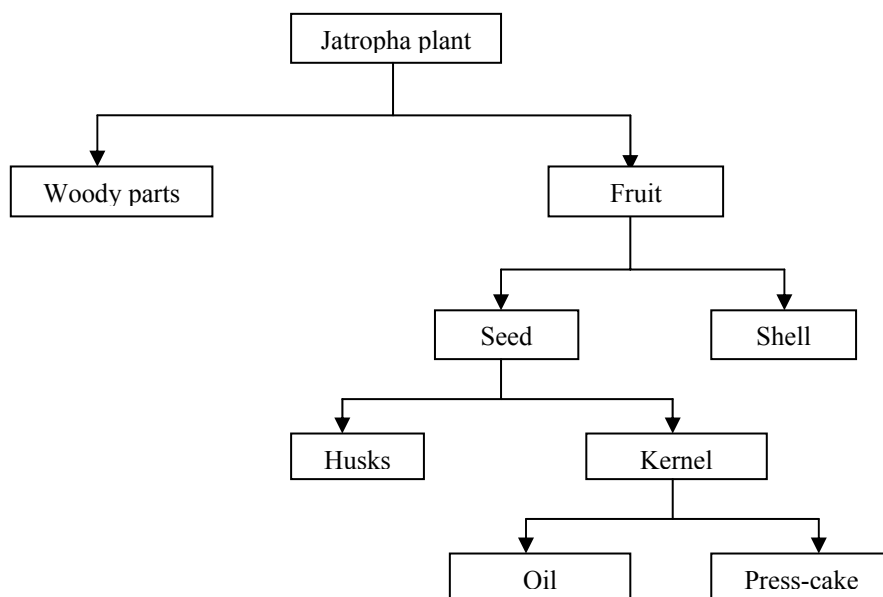 Jatropha plant
Woody parts
Fruit
Seed
Shell
Husks
Kernel
Oil
Press-cake